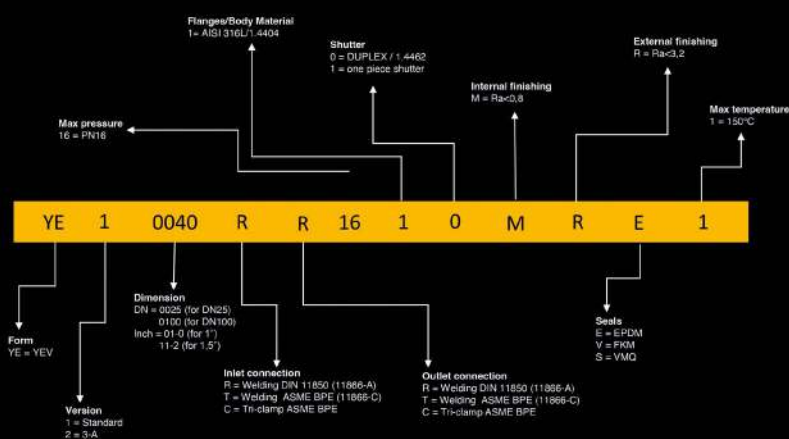 Flanges/Body Material
1= AISI 316L/1.4404
Shutter
0 = DUPLEX / 1.4462
1 = one piece shutter
External finishing
R = Ra<3,2
Internal finishing
M = Ra<0,8
Max pressure
16 = PN16
Max temperature
1 = 150°C
YE 1 0040 R R 16 1 0 M R E 1
Form
YE = YEV
Version
1 = Standard
2 = 3-A
Dimension
DN = 0025 (for DN25)
0100 (for DN100)
Inch = 01-0 (for 1")
11-2 (for 1,5")
Inlet connection
R = Welding DIN 11850 (11866-A)
T = Welding ASME BPE (11866-C)
C = Tri-clamp ASME BPE
Outlet connection
R = Welding DIN 11850 (11866-A)
T = Welding ASME BPE (11866-C)
C = Tri-clamp ASME BPE
Seals
E = EPDM
V = FKM
S = VMQ